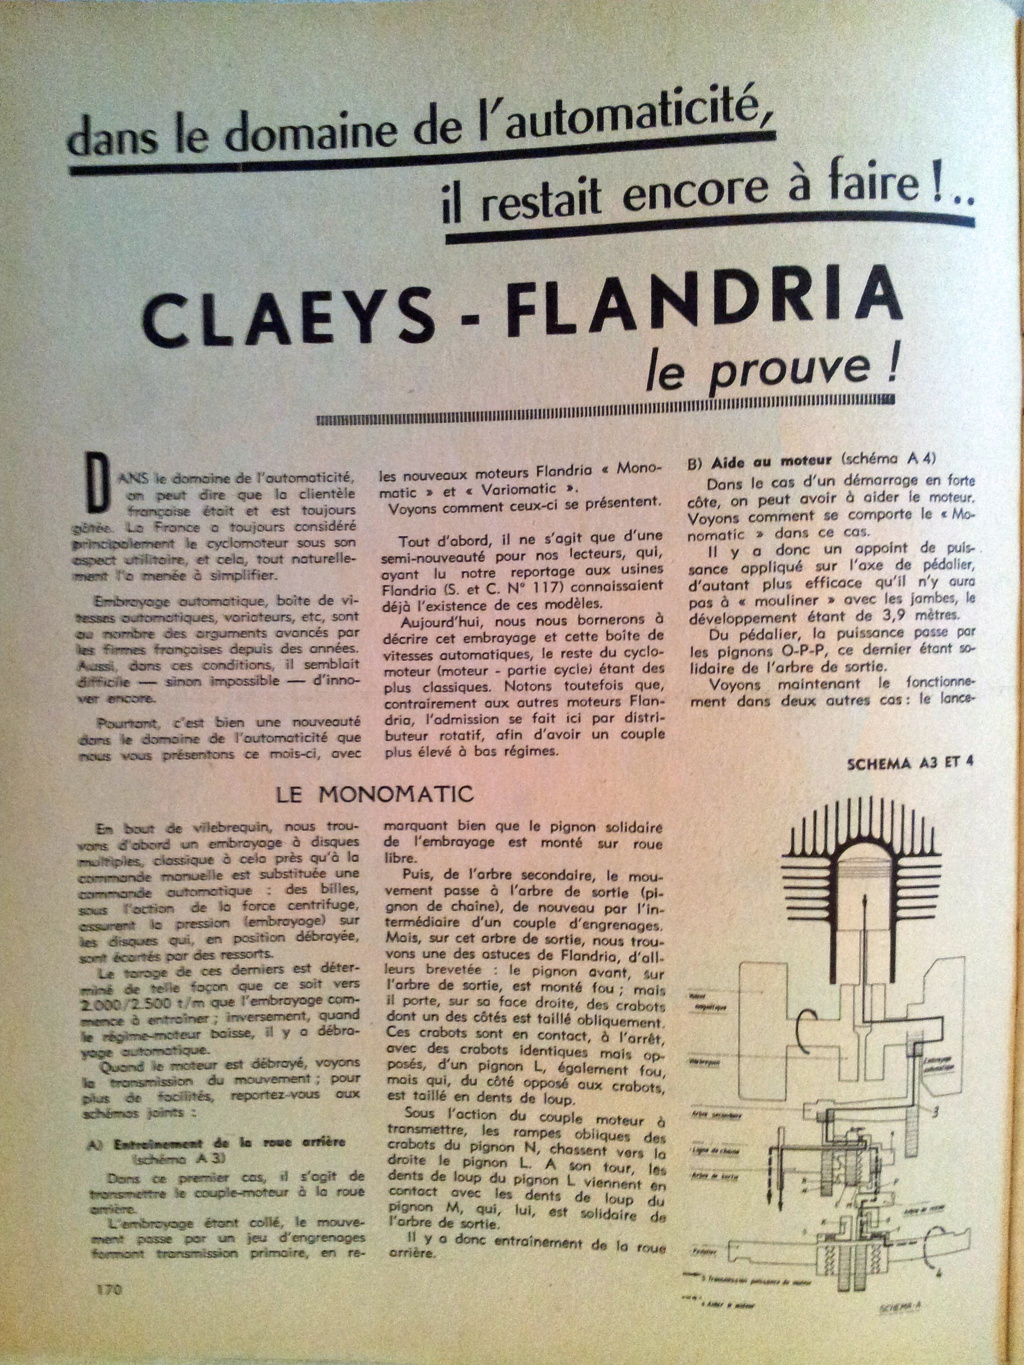 dans le domaine de l'automaticité,
il restait encore à faire !..
CLAEYS - FLANDRIA
le prouve !
DANS le domaine de l'automaticité,
on peut dire que la clientèle
française était et est toujours
gâtée. La France a toujours considéré
principalement le cyclomoteur sous son
aspect utilitaire, et cela, tout naturelle-
ment l'a menée à simplifier.
Embrayage automatique, boîte de vi-
tesses automatiques, variateurs, etc, sont
au nombre des arguments avancés par
les firmes françaises depuis des années.
Aussi, dans ces conditions, il semblait
difficile — sinon impossible — d'inno-
ver encore.
Pourtant, c'est bien une nouveauté
dans le domaine de l'automaticité que
nous vous présentons ce mois-ci, avec
les nouveaux moteurs Flandria « Mono-
matic » et « Variomatic ».
Voyons comment ceux-ci se présentent.
Tout d'abord, il ne s'agit que d'une
semi-nouveauté pour nos lecteurs, qui,
ayant lu notre reportage aux usines
Flandria (S. et C. N° 117) connaissaient
déjà l'existence de ces modèles.
Aujourd'hui, nous nous bornerons à
décrire cet embrayage et cette boîte de
vitesses automatiques, le reste du cyclo-
moteur (moteur - partie cycle) étant des
plus classiques. Notons toutefois que,
contrairement aux autres moteurs Flan-
dria, l'admission se fait ici par distri-
buteur rotatif, afin d'avoir un couple
plus élevé à bas régimes.
LE MONOMATIC
En bout de vilebrequin, nous trou-
vons d'abord un embrayage à disques
multiples, classique à cela près qu'à la
commande manuelle est substituée une
commande automatique : des billes,
sous l'action de la force centrifuge,
assurent la pression (embrayage) sur
les disques qui, en position débrayée,
sont écartés par des ressorts.
Le tarage de ces derniers est déter-
miné de telle façon que ce soit vers
2.000/2.500 t/m que l'embrayage com-
mence à entraîner ; inversement, quand
le régime-moteur baisse, il y a débra-
yage automatique.
Quand le moteur est débrayé, voyons
la transmission du mouvement ; pour
plus de facilités, reportez-vous aux
schémas joints :
A) Entraînement de la roue arrière
(schéma A 3)
Dans ce premier cas, il s'agit de
transmettre le couple-moteur à la roue
arrière.
L'embrayage étant collé, le mouve-
ment passe par un jeu d'engrenages
formant transmission primaire, en re-
marquant bien que le pignon solidaire
de l'embrayage est monté sur roue
libre.
Puis, de l'arbre secondaire, le mou-
vement passe à l'arbre de sortie (pi-
gnon de chaîne), de nouveau par l'in-
termédiaire d'un couple d'engrenages.
Mais, sur cet arbre de sortie, nous trou-
vons une des astuces de Flandria, d'ail-
leurs brevetée : le pignon avant, sur
l'arbre de sortie, est monté fou ; mais
il porte, sur sa face droite, des crabots
dont un des côtés est taillé obliquement.
Ces crabots sont en contact, à l'arrêt,
avec des crabots identiques mais op-
posés, d'un pignon L, également fou,
mais qui, du côté opposé aux crabots,
est taillé en dents de loup.
Sous l'action du couple moteur à
transmettre, les rampes obliques des
crabots du pignon N, chassent vers la
droite le pignon L. A son tour, les
dents de loup du pignon L viennent en
contact avec les dents de loup du
pignon M, qui, lui, est solidaire de
l'arbre de sortie.
Il y a donc entraînement de la roue
arrière.
B) Aide au moteur (schéma A 4)
Dans le cas d'un démarrage en forte
côte, on peut avoir à aider le moteur.
Voyons comment se comporte le « Mo-
nomatic » dans ce cas.
Il y a donc un appoint de puis-
sance appliqué sur l'axe de pédalier,
d'autant plus efficace qu'il n'y aura
pas à « mouliner » avec les jambes, le
développement étant de 3,9 mètres.
Du pédalier, la puissance passe par
les pignons O-P-P, ce dernier étant so-
lidaire de l'arbre de sortie.
Voyons maintenant le fonctionne-
ment dans deux autres cas : le lance-
SCHEMA A3 ET 4
Volant
magnétique
Vilebrequin
Embrayage
automatique
Arbre secondaire
3
Ligne de chaîne
Arbre de sortie
Pédalier
4
3 Transmission puissance du moteur
4 Aider le moteur
SCHEMA-A
170